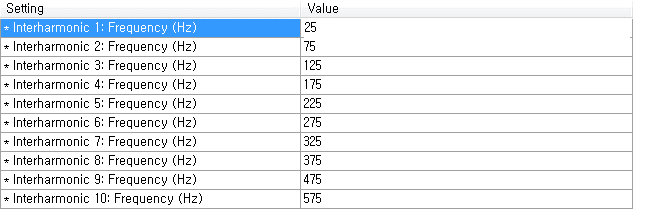 Setting Value
* Interharmonic 1: Frequency (Hz) 25
* Interharmonic 2: Frequency (Hz) 75
* Interharmonic 3: Frequency (Hz) 125
* Interharmonic 4: Frequency (Hz) 175
* Interharmonic 5: Frequency (Hz) 225
* Interharmonic 6: Frequency (Hz) 275
* Interharmonic 7: Frequency (Hz) 325
* Interharmonic 8: Frequency (Hz) 375
* Interharmonic 9: Frequency (Hz) 475
* Interharmonic 10: Frequency (Hz) 575